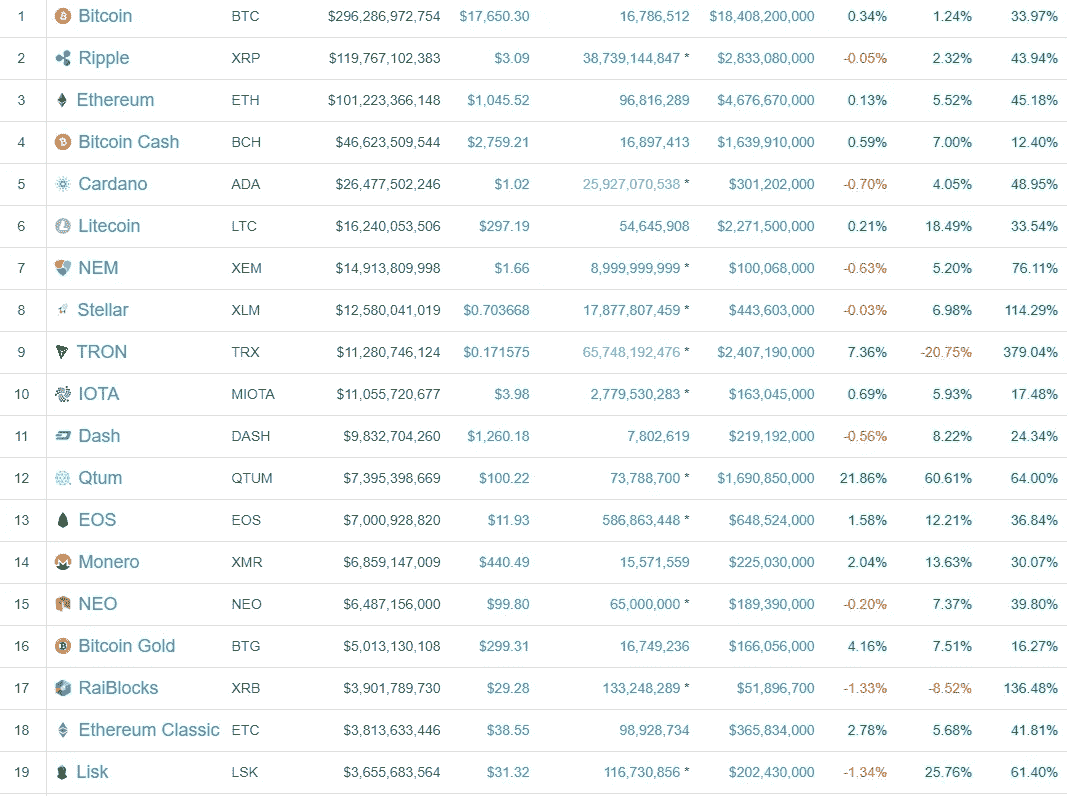 1 Bitcoin BTC $296,286,972,754 $17,650.30 16,786,512 $18,408,200,000 0.34% 1.24% 33.97%
2 Ripple XRP $119,767,102,383 $3.09 38,739,144,847 * $2,833,080,000 -0.05% 2.32% 43.94%
3 Ethereum ETH $101,223,366,148 $1,045.52 96,816,289 $4,676,670,000 0.13% 5.52% 45.18%
4 Bitcoin Cash BCH $46,623,509,544 $2,759.21 16,897,413 $1,639,910,000 0.59% 7.00% 12.40%
5 Cardano ADA $26,477,502,246 $1.02 25,927,070,538 * $301,202,000 -0.70% 4.05% 48.95%
6 Litecoin LTC $16,240,053,506 $297.19 54,645,908 $2,271,500,000 0.21% 18.49% 33.54%
7 NEM XEM $14,913,809,998 $1.66 8,999,999,999 * $100,068,000 -0.63% 5.20% 76.11%
8 Stellar XLM $12,580,041,019 $0.703668 17,877,807,459 * $443,603,000 -0.03% 6.98% 114.29%
9 TRON TRX $11,280,746,124 $0.171575 65,748,192,476 * $2,407,190,000 7.36% -20.75% 379.04%
10 IOTA MIOTA $11,055,720,677 $3.98 2,779,530,283 * $163,045,000 0.69% 5.93% 17.48%
11 Dash DASH $9,832,704,260 $1,260.18 7,802,619 $219,192,000 -0.56% 8.22% 24.34%
12 Qtum QTUM $7,395,398,669 $100.22 73,788,700 * $1,690,850,000 21.86% 60.61% 64.00%
13 EOS EOS $7,000,928,820 $11.93 586,863,448 * $648,524,000 1.58% 12.21% 36.84%
14 Monero XMR $6,859,147,009 $440.49 15,571,559 $225,030,000 2.04% 13.63% 30.07%
15 NEO NEO $6,487,156,000 $99.80 65,000,000 * $189,390,000 -0.20% 7.37% 39.80%
16 Bitcoin Gold BTG $5,013,130,108 $299.31 16,749,236 $166,056,000 4.16% 7.51% 16.27%
17 RaiBlocks XRB $3,901,789,730 $29.28 133,248,289 * $51,896,700 -1.33% -8.52% 136.48%
18 Ethereum Classic ETC $3,813,633,446 $38.55 98,928,734 $365,834,000 2.78% 5.68% 41.81%
19 Lisk LSK $3,655,683,564 $31.32 116,730,856 * $202,430,000 -1.34% 25.76% 61.40%